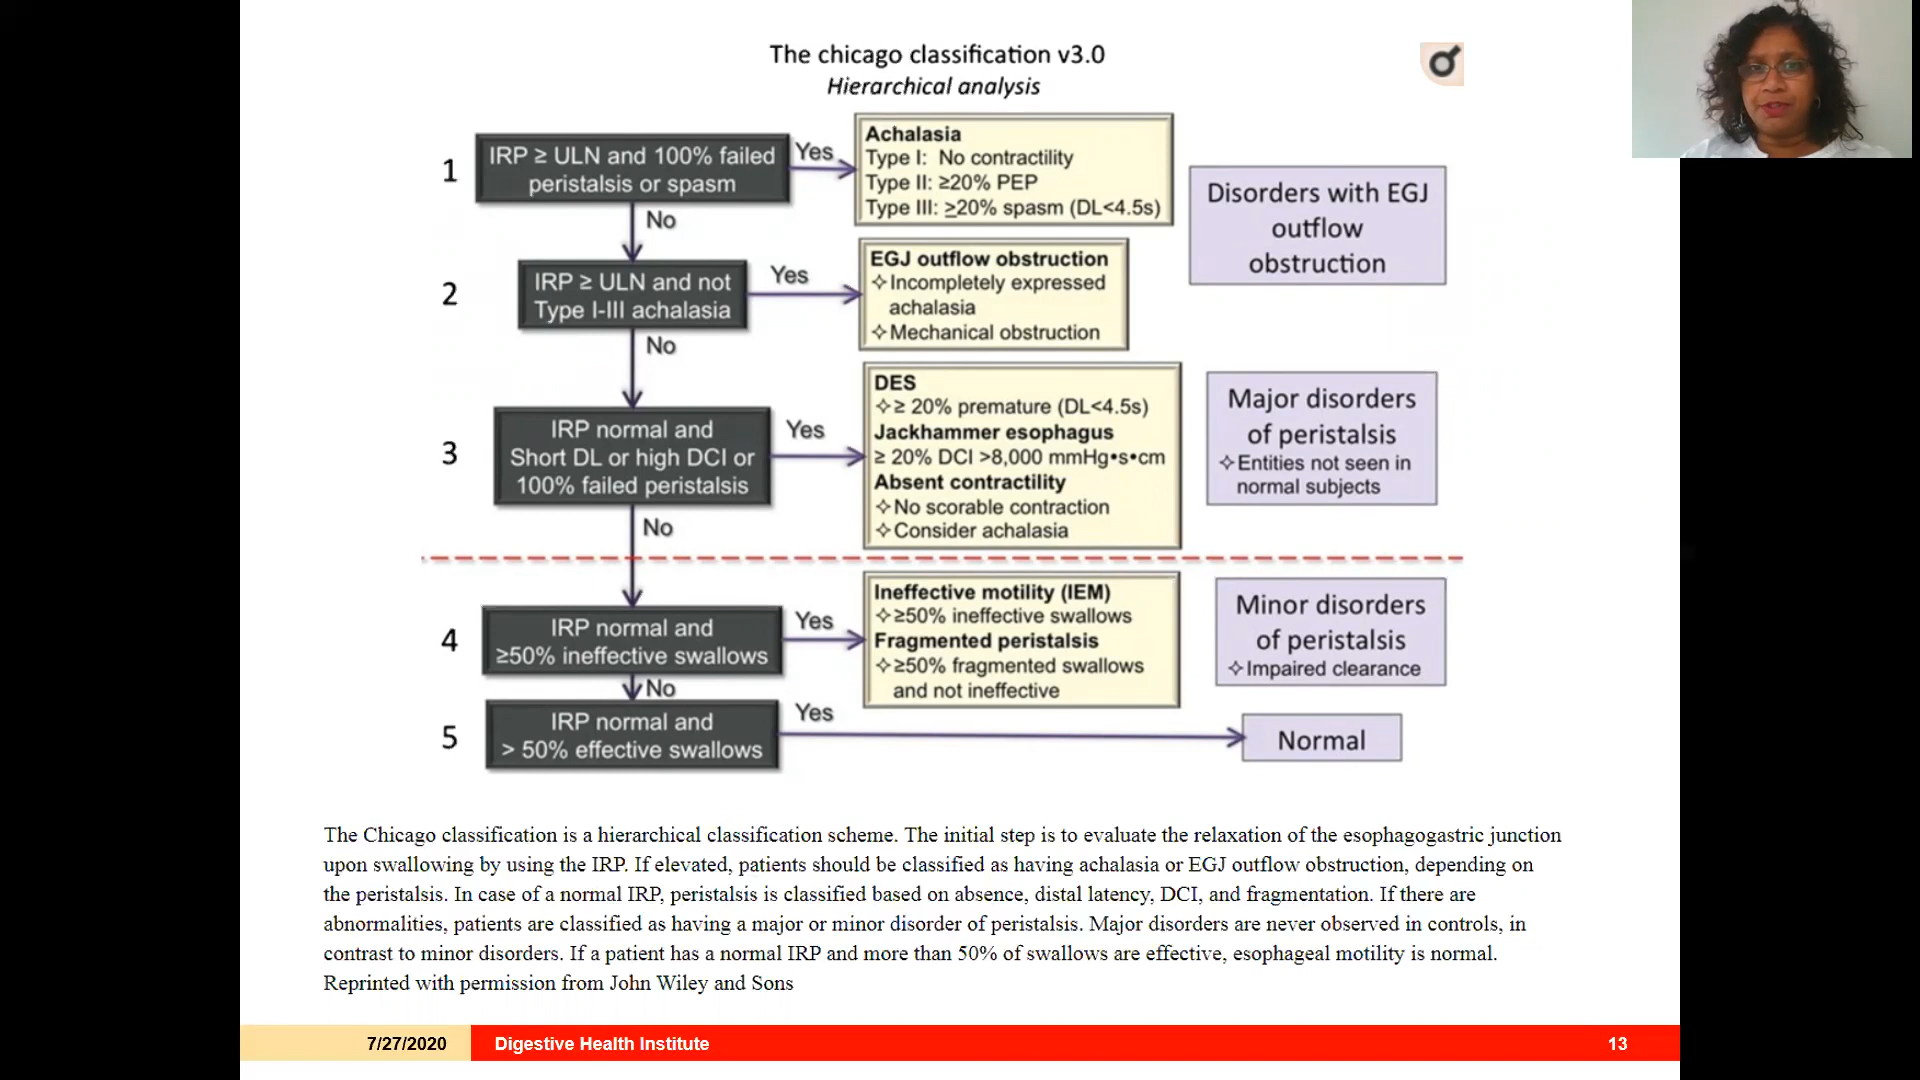 The chicago classification v3.0
Hierarchical analysis
1
IRP ≥ ULN and 100% failed
peristalsis or spasm
Yes
Achalasia
Type I: No contractility
Type II: ≥20% PEP
Type III: ≥20% spasm (DL<4.5s)
Disorders with EGJ
outflow
obstruction
No
2
IRP ≥ ULN and not
Type I-III achalasia
Yes
EGJ outflow obstruction
✧Incompletely expressed
achalasia
✧Mechanical obstruction
No
3
IRP normal and
Short DL or high DCI or
100% failed peristalsis
Yes
DES
✧≥ 20% premature (DL<4.5s)
Jackhammer esophagus
≥ 20% DCI >8,000 mmHg•s•cm
Absent contractility
✧No scorable contraction
✧Consider achalasia
Major disorders
of peristalsis
✧Entities not seen in
normal subjects
No
4
IRP normal and
≥50% ineffective swallows
Yes
Ineffective motility (IEM)
✧≥50% ineffective swallows
Fragmented peristalsis
✧≥50% fragmented swallows
and not ineffective
Minor disorders
of peristalsis
✧Impaired clearance
No
5
IRP normal and
> 50% effective swallows
Yes
Normal
The Chicago classification is a hierarchical classification scheme. The initial step is to evaluate the relaxation of the esophagogastric junction
upon swallowing by using the IRP. If elevated, patients should be classified as having achalasia or EGJ outflow obstruction, depending on
the peristalsis. In case of a normal IRP, peristalsis is classified based on absence, distal latency, DCI, and fragmentation. If there are
abnormalities, patients are classified as having a major or minor disorder of peristalsis. Major disorders are never observed in controls, in
contrast to minor disorders. If a patient has a normal IRP and more than 50% of swallows are effective, esophageal motility is normal.
Reprinted with permission from John Wiley and Sons
7/27/2020
Digestive Health Institute
13